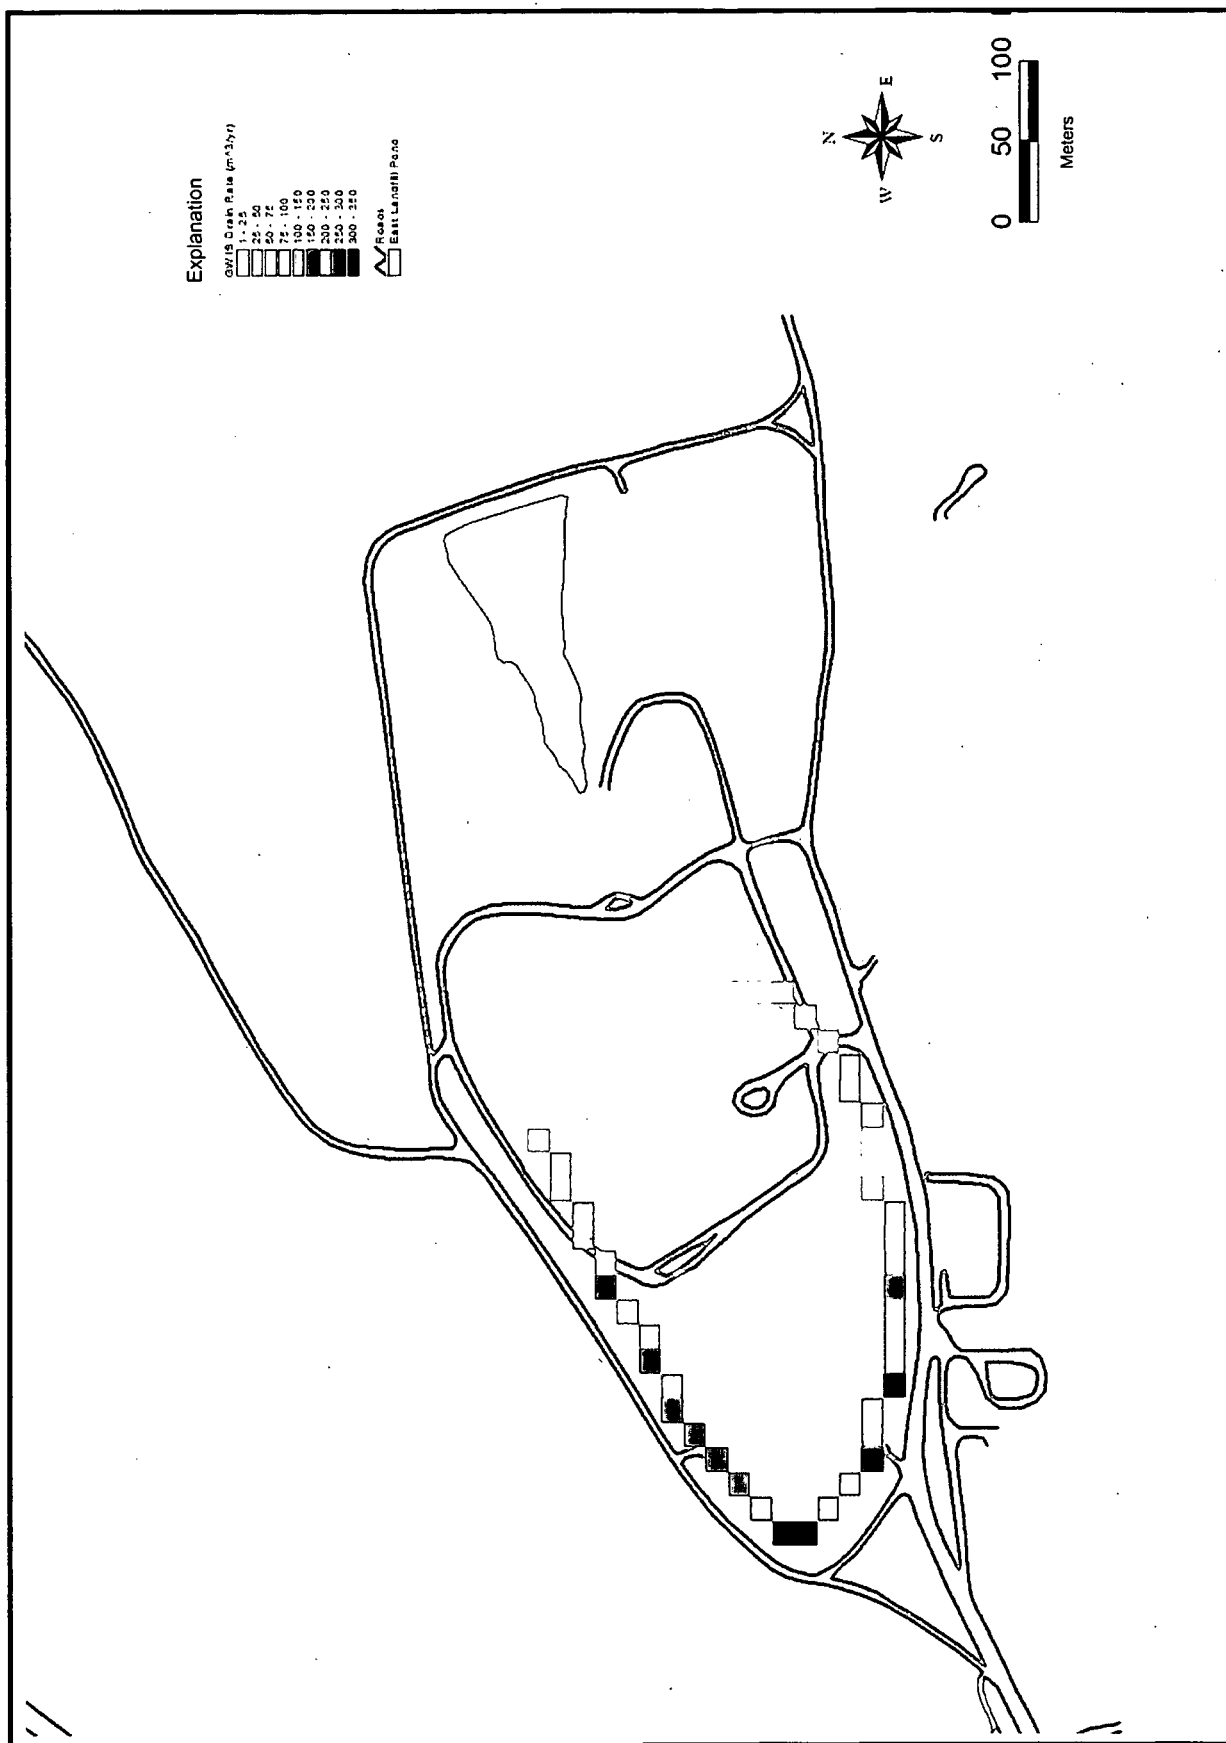 Explanation
GWIS Drain Rate (m^3/yr)
1 - 25
25 - 50
50 - 75
75 - 100
100 - 150
150 - 200
200 - 250
250 - 300
300 - 350
Roads
East Landfill Pond
N
E
S
W
0 50 100
Meters